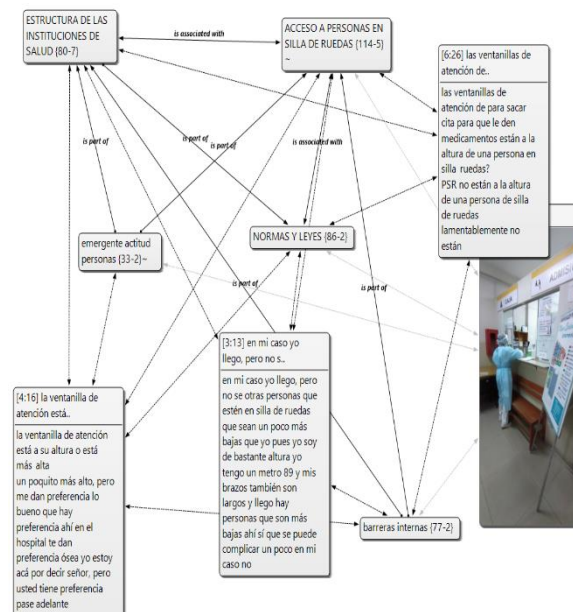 ESTRUCTURA DE LAS
INSTITUCIONES DE
SALUD {80-7}
ACCESO A PERSONAS EN
SILLA DE RUEDAS {114-5}
~
is associated with
[6:26] las ventanillas de
atención de..
las ventanillas de
atención de para sacar
cita para que le den
medicamentos están a la
altura de una persona en
silla ruedas?
PSR no están a la altura
de una persona de silla
de ruedas
lamentablemente no
están
is part of
is part of
is part of
is associated with
emergente actitud
personas {33-2}~
NORMAS Y LEYES {86-2}
is part of
is part of
[3:13] en mi caso yo
llego, pero no s..
en mi caso yo llego, pero
no se otras personas que
estén en silla de ruedas
que sean un poco más
bajas que yo pues yo soy
de bastante altura yo
tengo un metro 89 y mis
brazos también son
largos y llego hay
personas que son más
bajas ahí sí que se puede
complicar un poco en mi
caso no
[4:16] la ventanilla de
atención está..
la ventanilla de atención
está a su altura o está
más alta
un poquito más alto, pero
me dan preferencia lo
bueno que hay
preferencia ahí en el
hospital te dan
preferencia ósea yo estoy
acá por decir señor, pero
usted tiene preferencia
pase adelante
barreras internas {77-2}